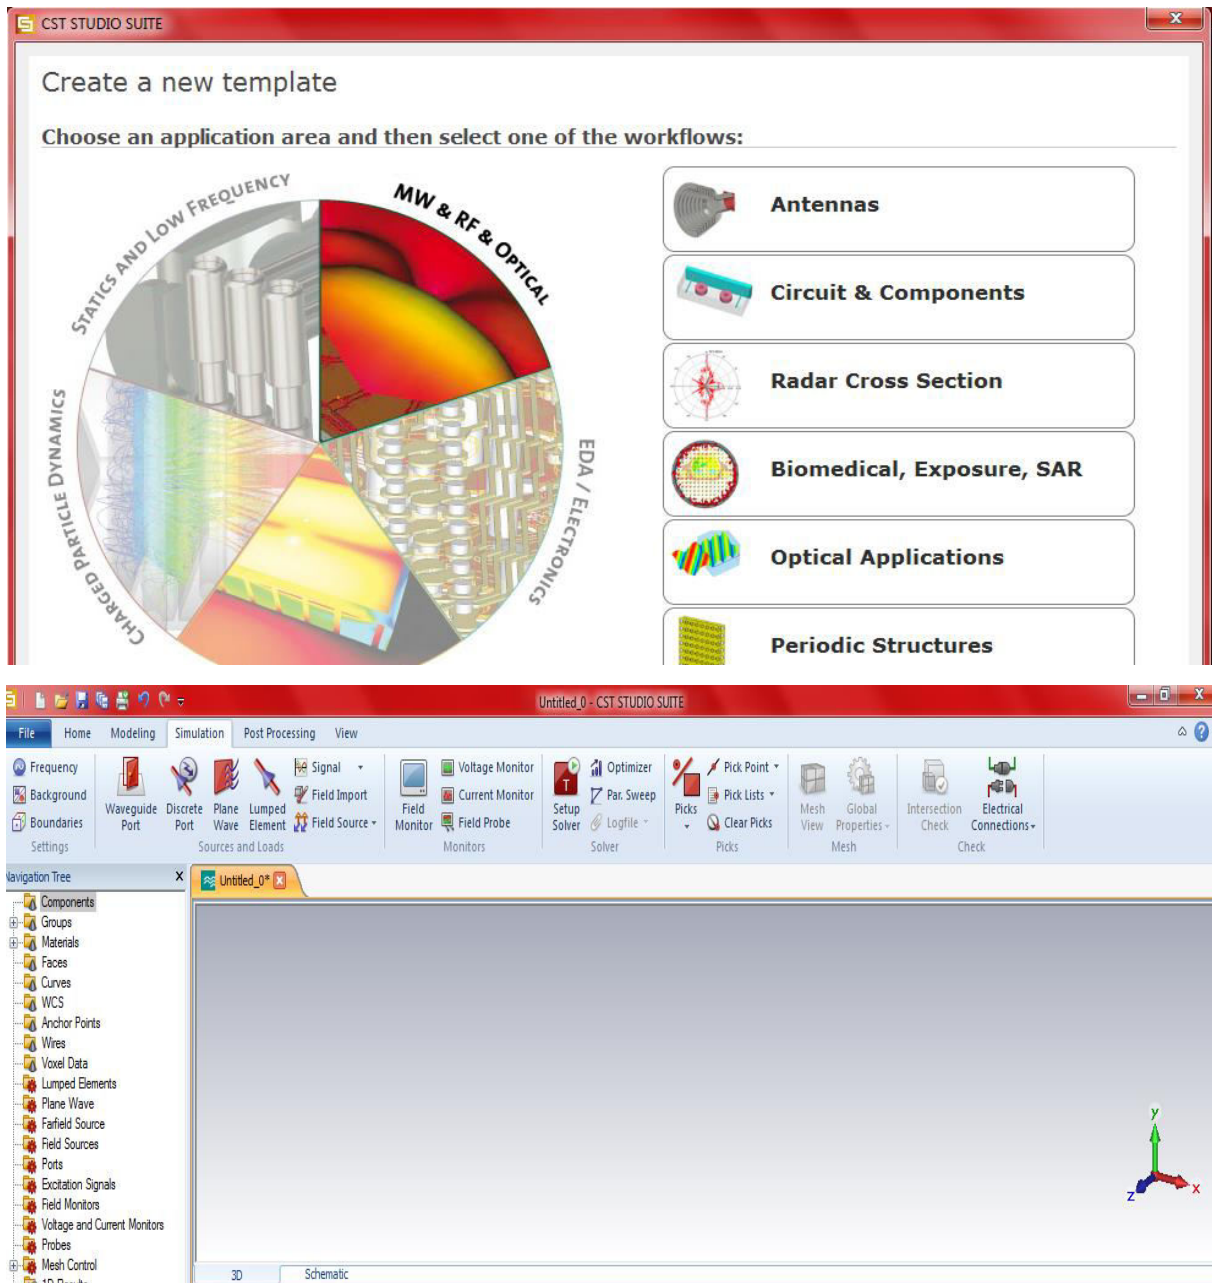 CST STUDIO SUITE
Create a new template
Choose an application area and then select one of the workflows:
STATICS AND LOW FREQUENCY
MW & RF & OPTICAL
EDA / ELECTRONICS
CHARGED PARTICLE DYNAMICS
Antennas
Circuit & Components
Radar Cross Section
Biomedical, Exposure, SAR
Optical Applications
Periodic Structures
Untitled_0 - CST STUDIO SUITE
File Home Modeling Simulation Post Processing View
Frequency
Background
Boundaries
Settings
Waveguide Port
Discrete Port
Plane Wave
Lumped Element
Signal
Field Import
Field Source
Sources and Loads
Field Monitor
Voltage Monitor
Current Monitor
Field Probe
Monitors
Setup Solver
Optimizer
Par. Sweep
Logfile
Solver
Picks
Pick Point
Pick Lists
Clear Picks
Picks
Mesh View
Global Properties
Mesh
Intersection Check
Electrical Connections
Check
Navigation Tree X
Untitled_0*
Components
Groups
Materials
Faces
Curves
WCS
Anchor Points
Wires
Voxel Data
Lumped Elements
Plane Wave
Farfield Source
Field Sources
Ports
Excitation Signals
Field Monitors
Voltage and Current Monitors
Probes
Mesh Control
1D Results
y
z
x
3D Schematic